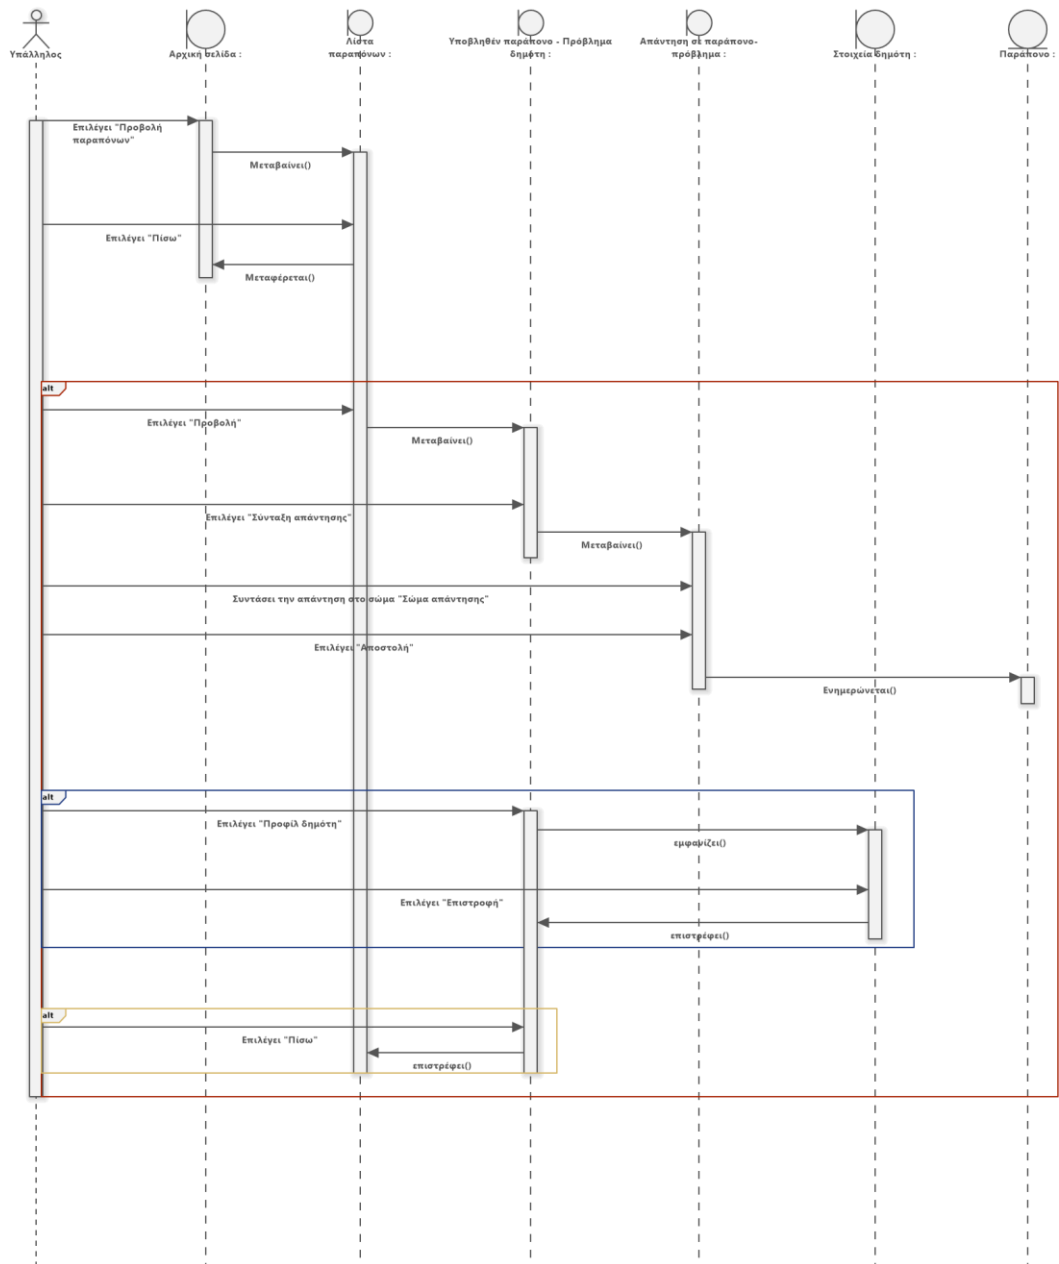 Υπάλληλος
Αρχική σελίδα :
Λίστα
παραπόνων :
Υποβληθέν παράπονο - Πρόβλημα
δημότη :
Απάντηση σε παράπονο-
πρόβλημα :
Στοιχεία δημότη :
Παράπονο :
Επιλέγει "Προβολή
παραπόνων"
Μεταβαίνει()
Επιλέγει "Πίσω"
Μεταφέρεται()
alt
Επιλέγει "Προβολή"
Μεταβαίνει()
Επιλέγει "Σύνταξη απάντησης"
Μεταβαίνει()
Συντάσει την απάντηση στο σώμα "Σώμα απάντησης"
Επιλέγει "Αποστολή"
Ενημερώνεται()
alt
Επιλέγει "Προφίλ δημότη"
εμφανίζει()
Επιλέγει "Επιστροφή"
επιστρέφει()
alt
Επιλέγει "Πίσω"
επιστρέφει()